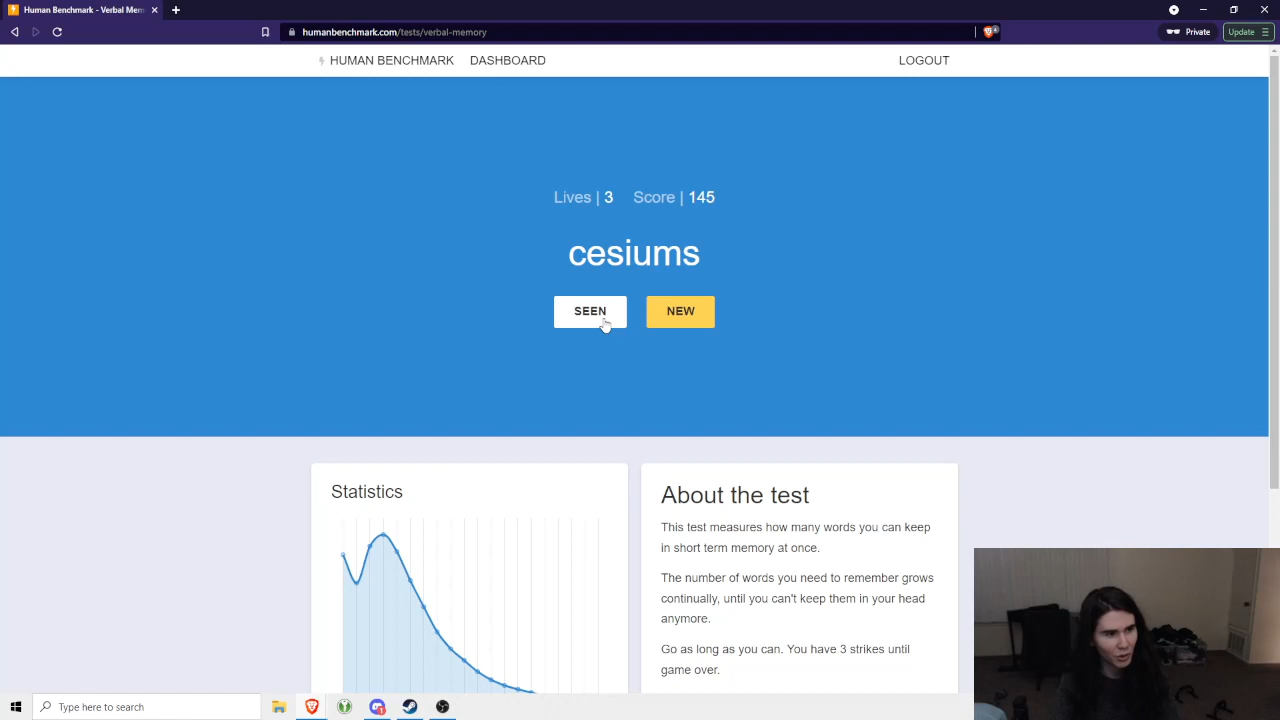 Human Benchmark - Verbal Mem
humanbenchmark.com/tests/verbal-memory
4
Private
Update
HUMAN BENCHMARK
DASHBOARD
LOGOUT
Lives | 3
Score | 145
cesiums
SEEN
NEW
Statistics
About the test
This test measures how many words you can keep
in short term memory at once.
The number of words you need to remember grows
continually, until you can't keep them in your head
anymore.
Go as long as you can. You have 3 strikes until
game over.
Type here to search